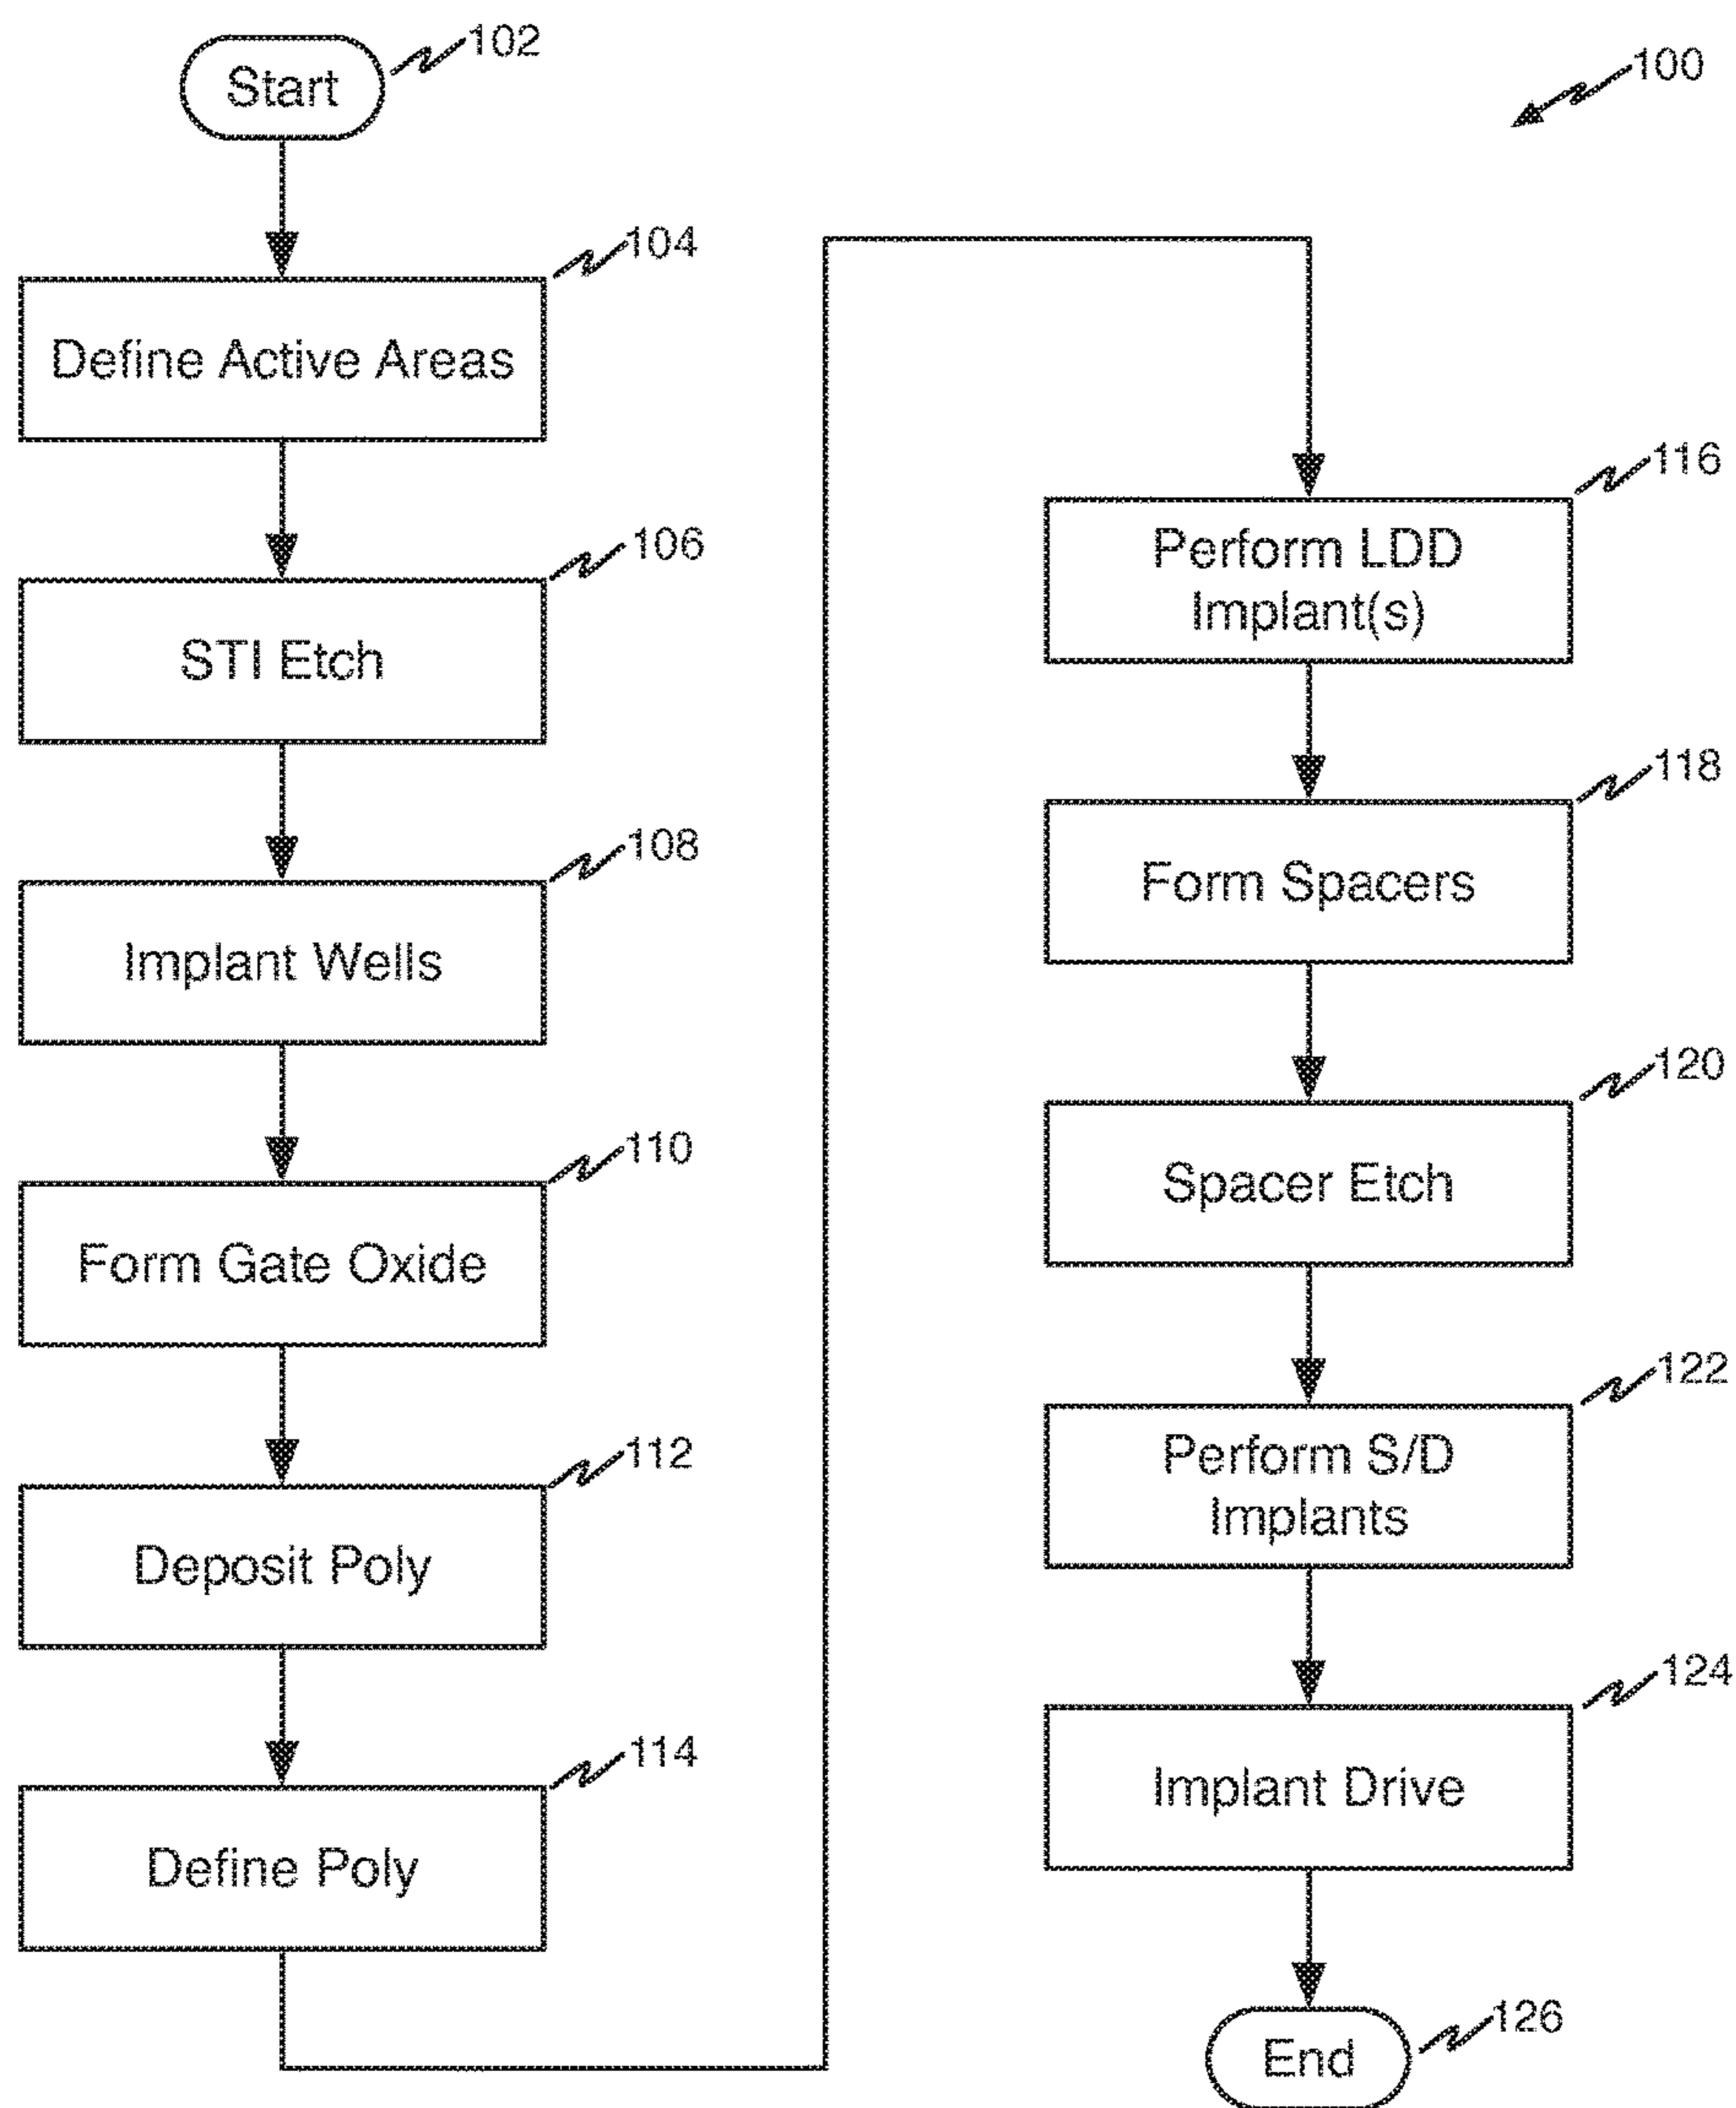 Start
102
100
Define Active Areas
104
STI Etch
106
Implant Wells
108
Form Gate Oxide
110
Deposit Poly
112
Define Poly
114
Perform LDD
Implant(s)
116
Form Spacers
118
Spacer Etch
120
Perform S/D
Implants
122
Implant Drive
124
End
126